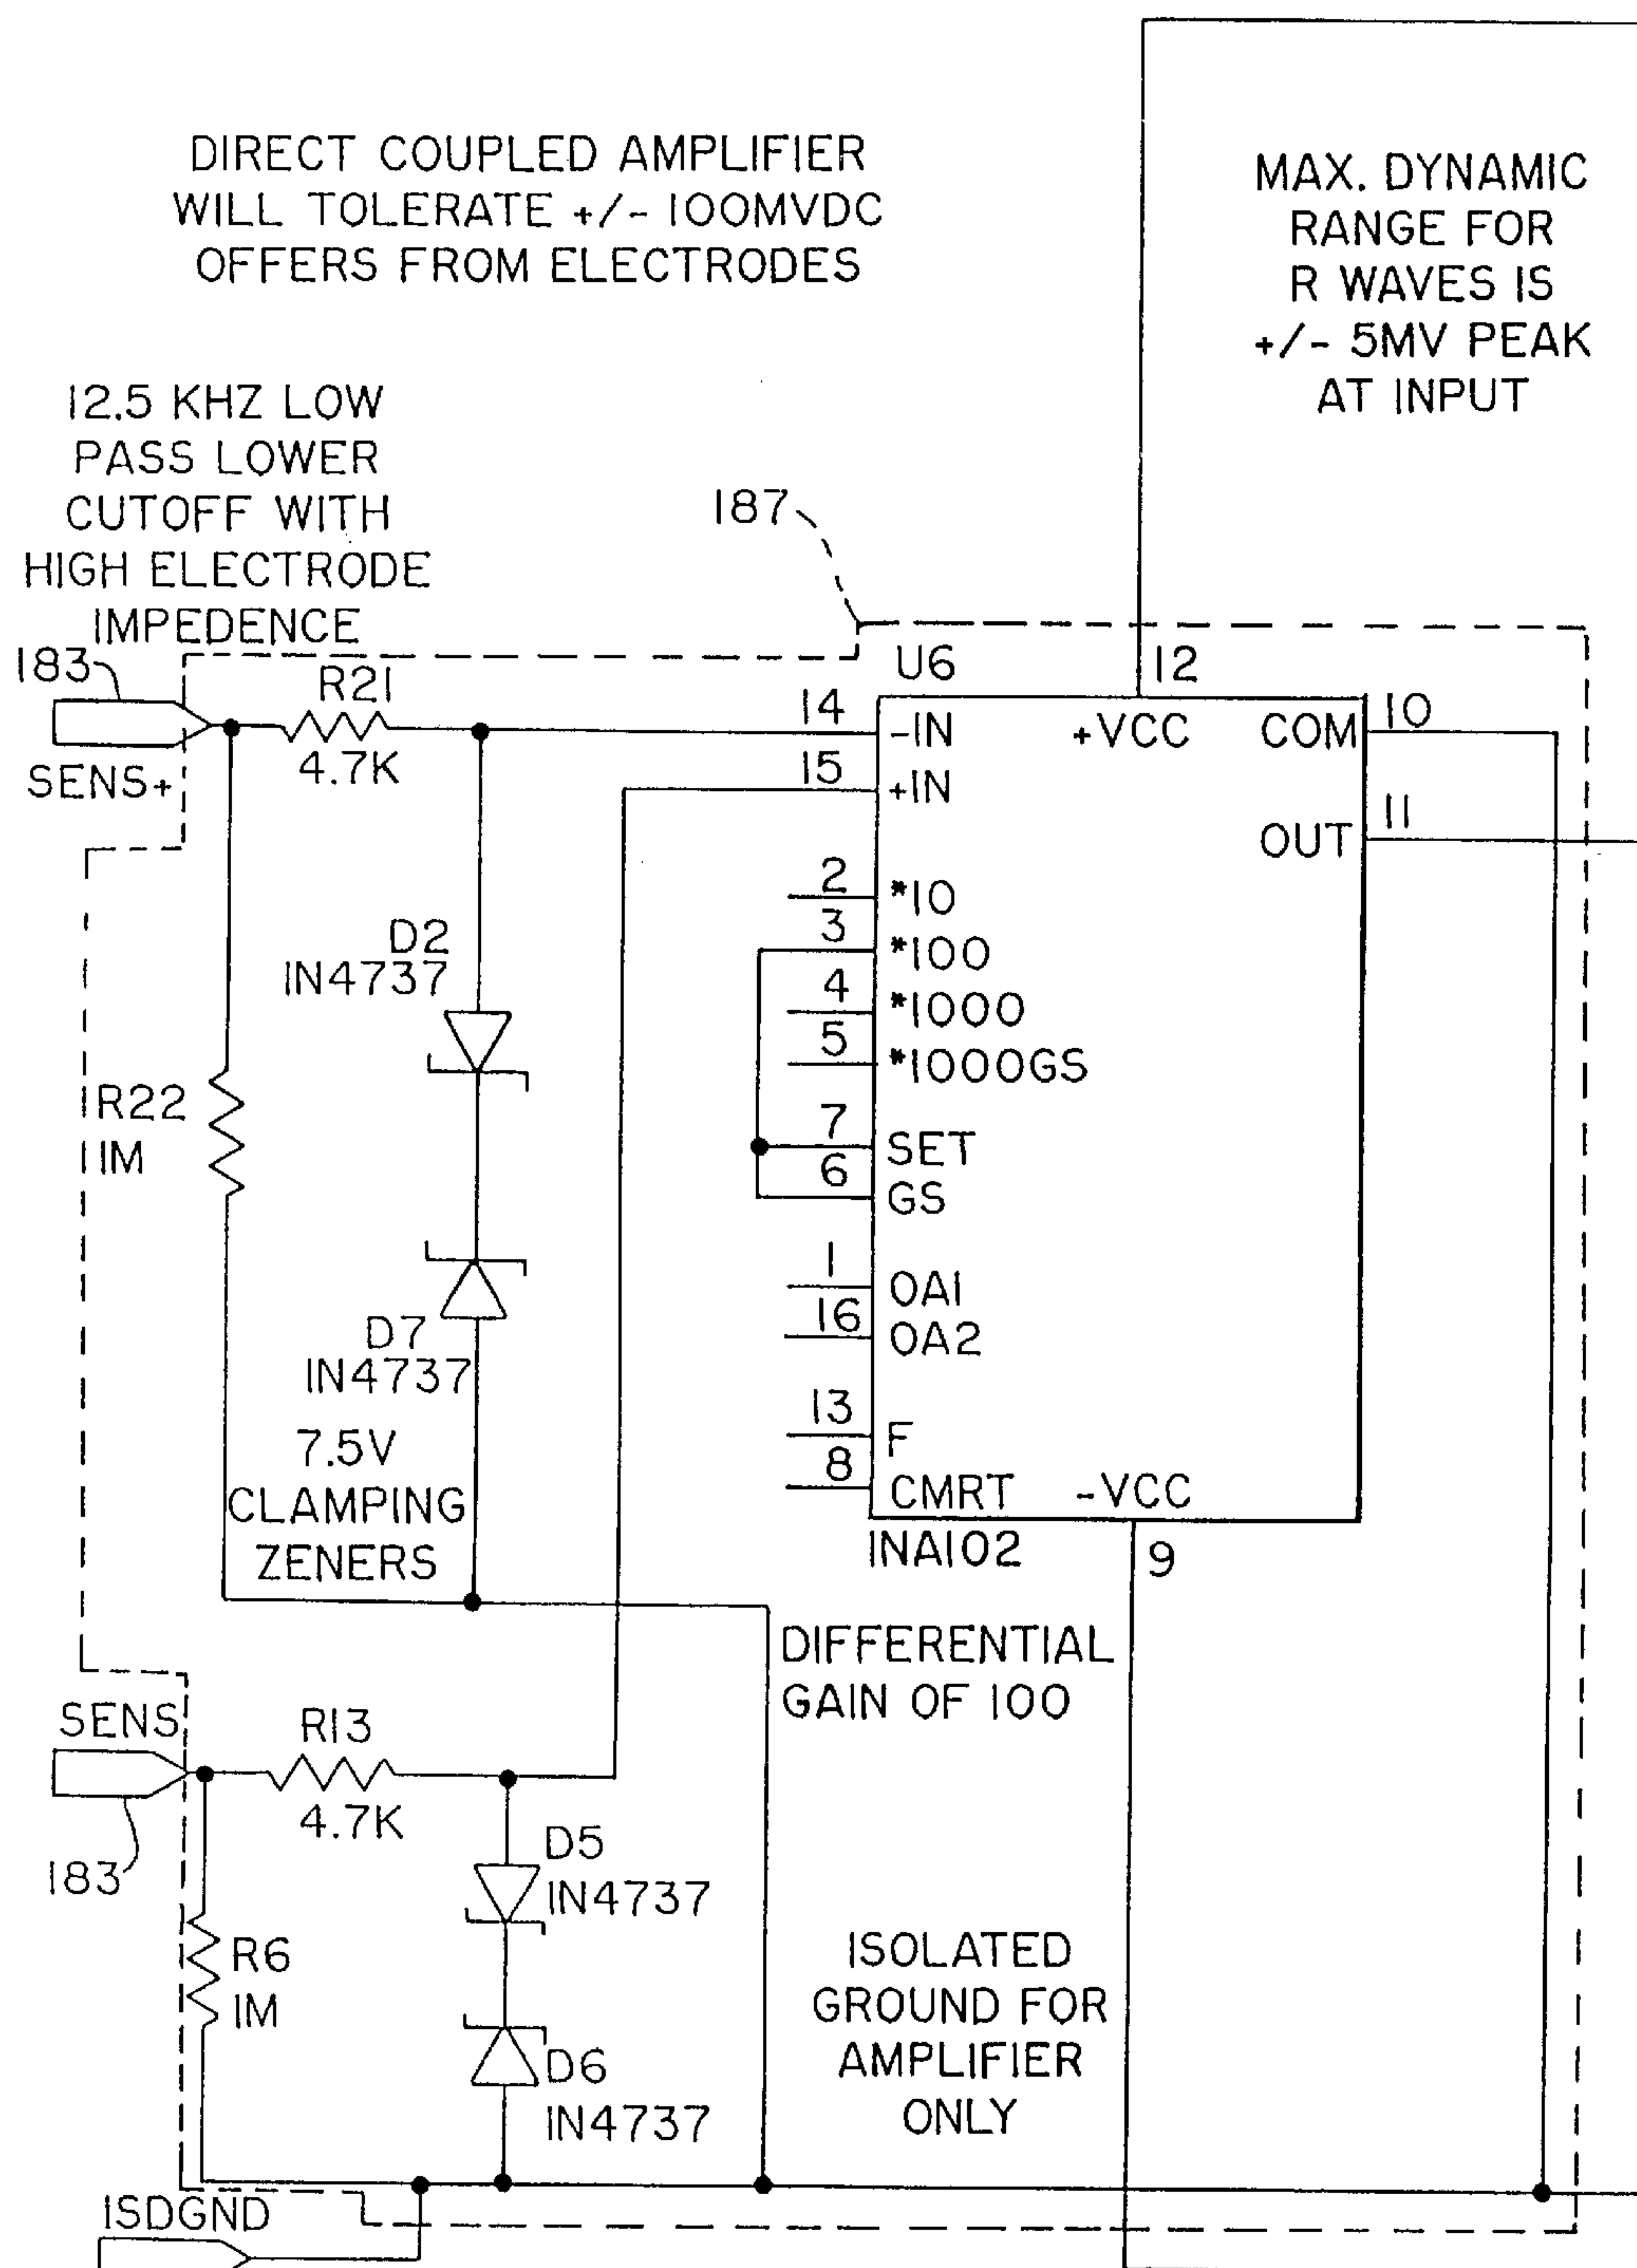 DIRECT COUPLED AMPLIFIER
WILL TOLERATE +/- 100MVDC
OFFERS FROM ELECTRODES
MAX. DYNAMIC
RANGE FOR
R WAVES IS
+/- 5MV PEAK
AT INPUT
12.5 KHZ LOW
PASS LOWER
CUTOFF WITH
HIGH ELECTRODE
IMPEDENCE
187
183
SENS+
R21
4.7K
U6
12
14
-IN
+VCC
COM
10
15
+IN
OUT
11
2
*10
3
*100
4
*1000
5
*1000GS
7
SET
6
GS
1
OA1
16
OA2
13
F
8
CMRT
-VCC
INA102
9
D2
IN4737
R22
1M
D7
IN4737
7.5V
CLAMPING
ZENERS
DIFFERENTIAL
GAIN OF 100
SENS
R13
4.7K
183
D5
IN4737
R6
1M
D6
IN4737
ISOLATED
GROUND FOR
AMPLIFIER
ONLY
ISDGND